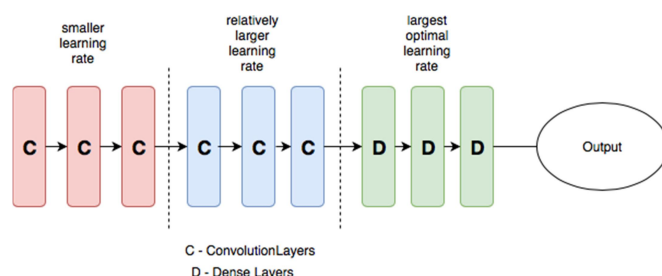 smaller
learning
rate
relatively
larger
learning
rate
largest
optimal
learning
rate
C
C
C
C
C
C
D
D
D
Output
C - ConvolutionLayers
D - Dense Layers